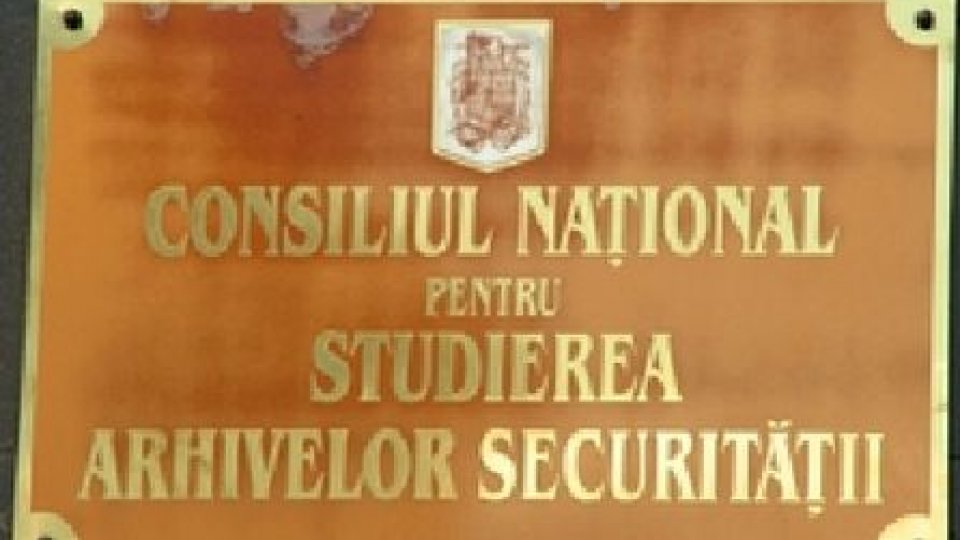 CONSILIUL NAȚIONAL
PENTRU
STUDIEREA
ARHIVELOR SECURITĂȚII